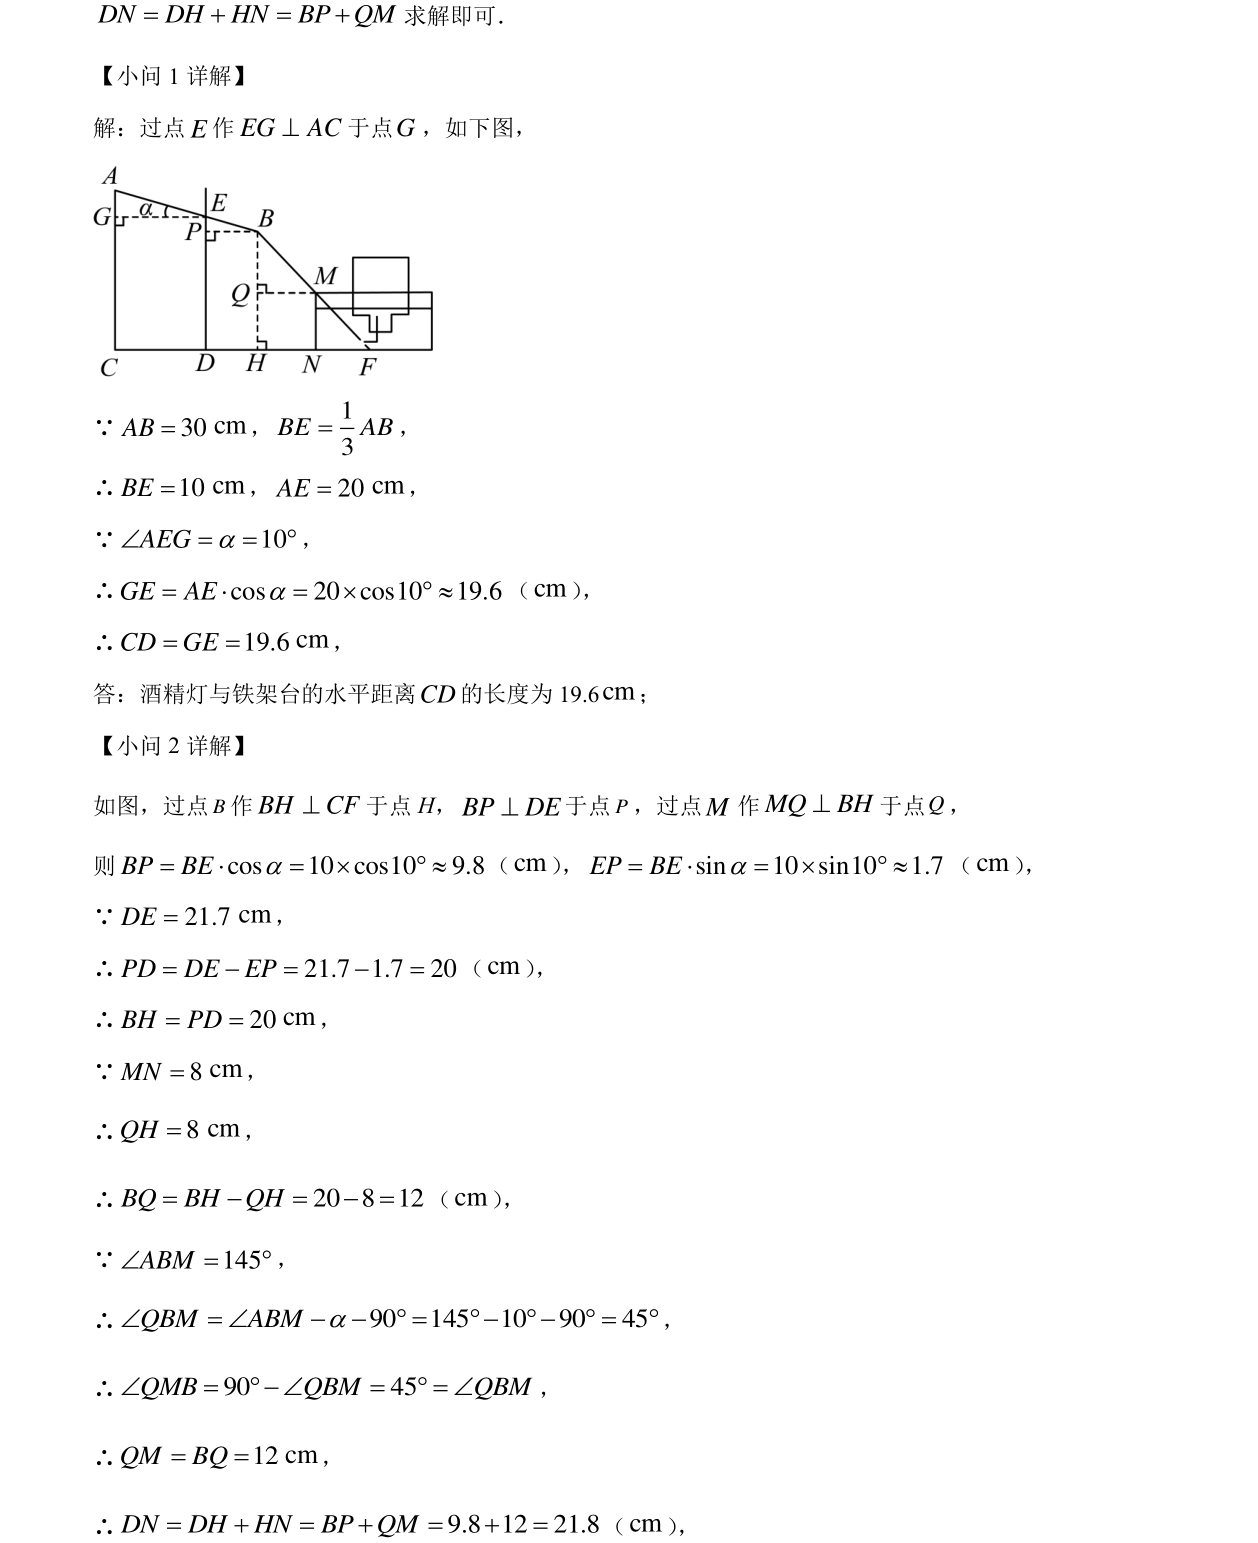 DN = DH + HN = BP + QM 求解即可．
【小问 1 详解】
解：过点 E 作 EG ⊥ AC 于点 G ，如下图，
A
G α E
P B
Q M
C D H N F
∵ AB = 30 cm， BE = 1/3 AB ，
∴ BE = 10 cm， AE = 20 cm，
∵ ∠AEG = α = 10° ，
∴ GE = AE · cos α = 20 × cos10° ≈ 19.6 （ cm ），
∴ CD = GE = 19.6 cm，
答：酒精灯与铁架台的水平距离 CD 的长度为 19.6 cm；
【小问 2 详解】
如图，过点 B 作 BH ⊥ CF 于点 H， BP ⊥ DE 于点 P ，过点 M 作 MQ ⊥ BH 于点 Q ，
则 BP = BE · cos α = 10 × cos10° ≈ 9.8 （ cm ）， EP = BE · sin α = 10 × sin10° ≈ 1.7 （ cm ），
∵ DE = 21.7 cm，
∴ PD = DE − EP = 21.7 − 1.7 = 20 （ cm ），
∴ BH = PD = 20 cm，
∵ MN = 8 cm，
∴ QH = 8 cm，
∴ BQ = BH − QH = 20 − 8 = 12 （ cm ），
∵ ∠ABM = 145° ，
∴ ∠QBM = ∠ABM − α − 90° = 145° − 10° − 90° = 45° ，
∴ ∠QMB = 90° − ∠QBM = 45° = ∠QBM ，
∴ QM = BQ = 12 cm，
∴ DN = DH + HN = BP + QM = 9.8 + 12 = 21.8 （ cm ），